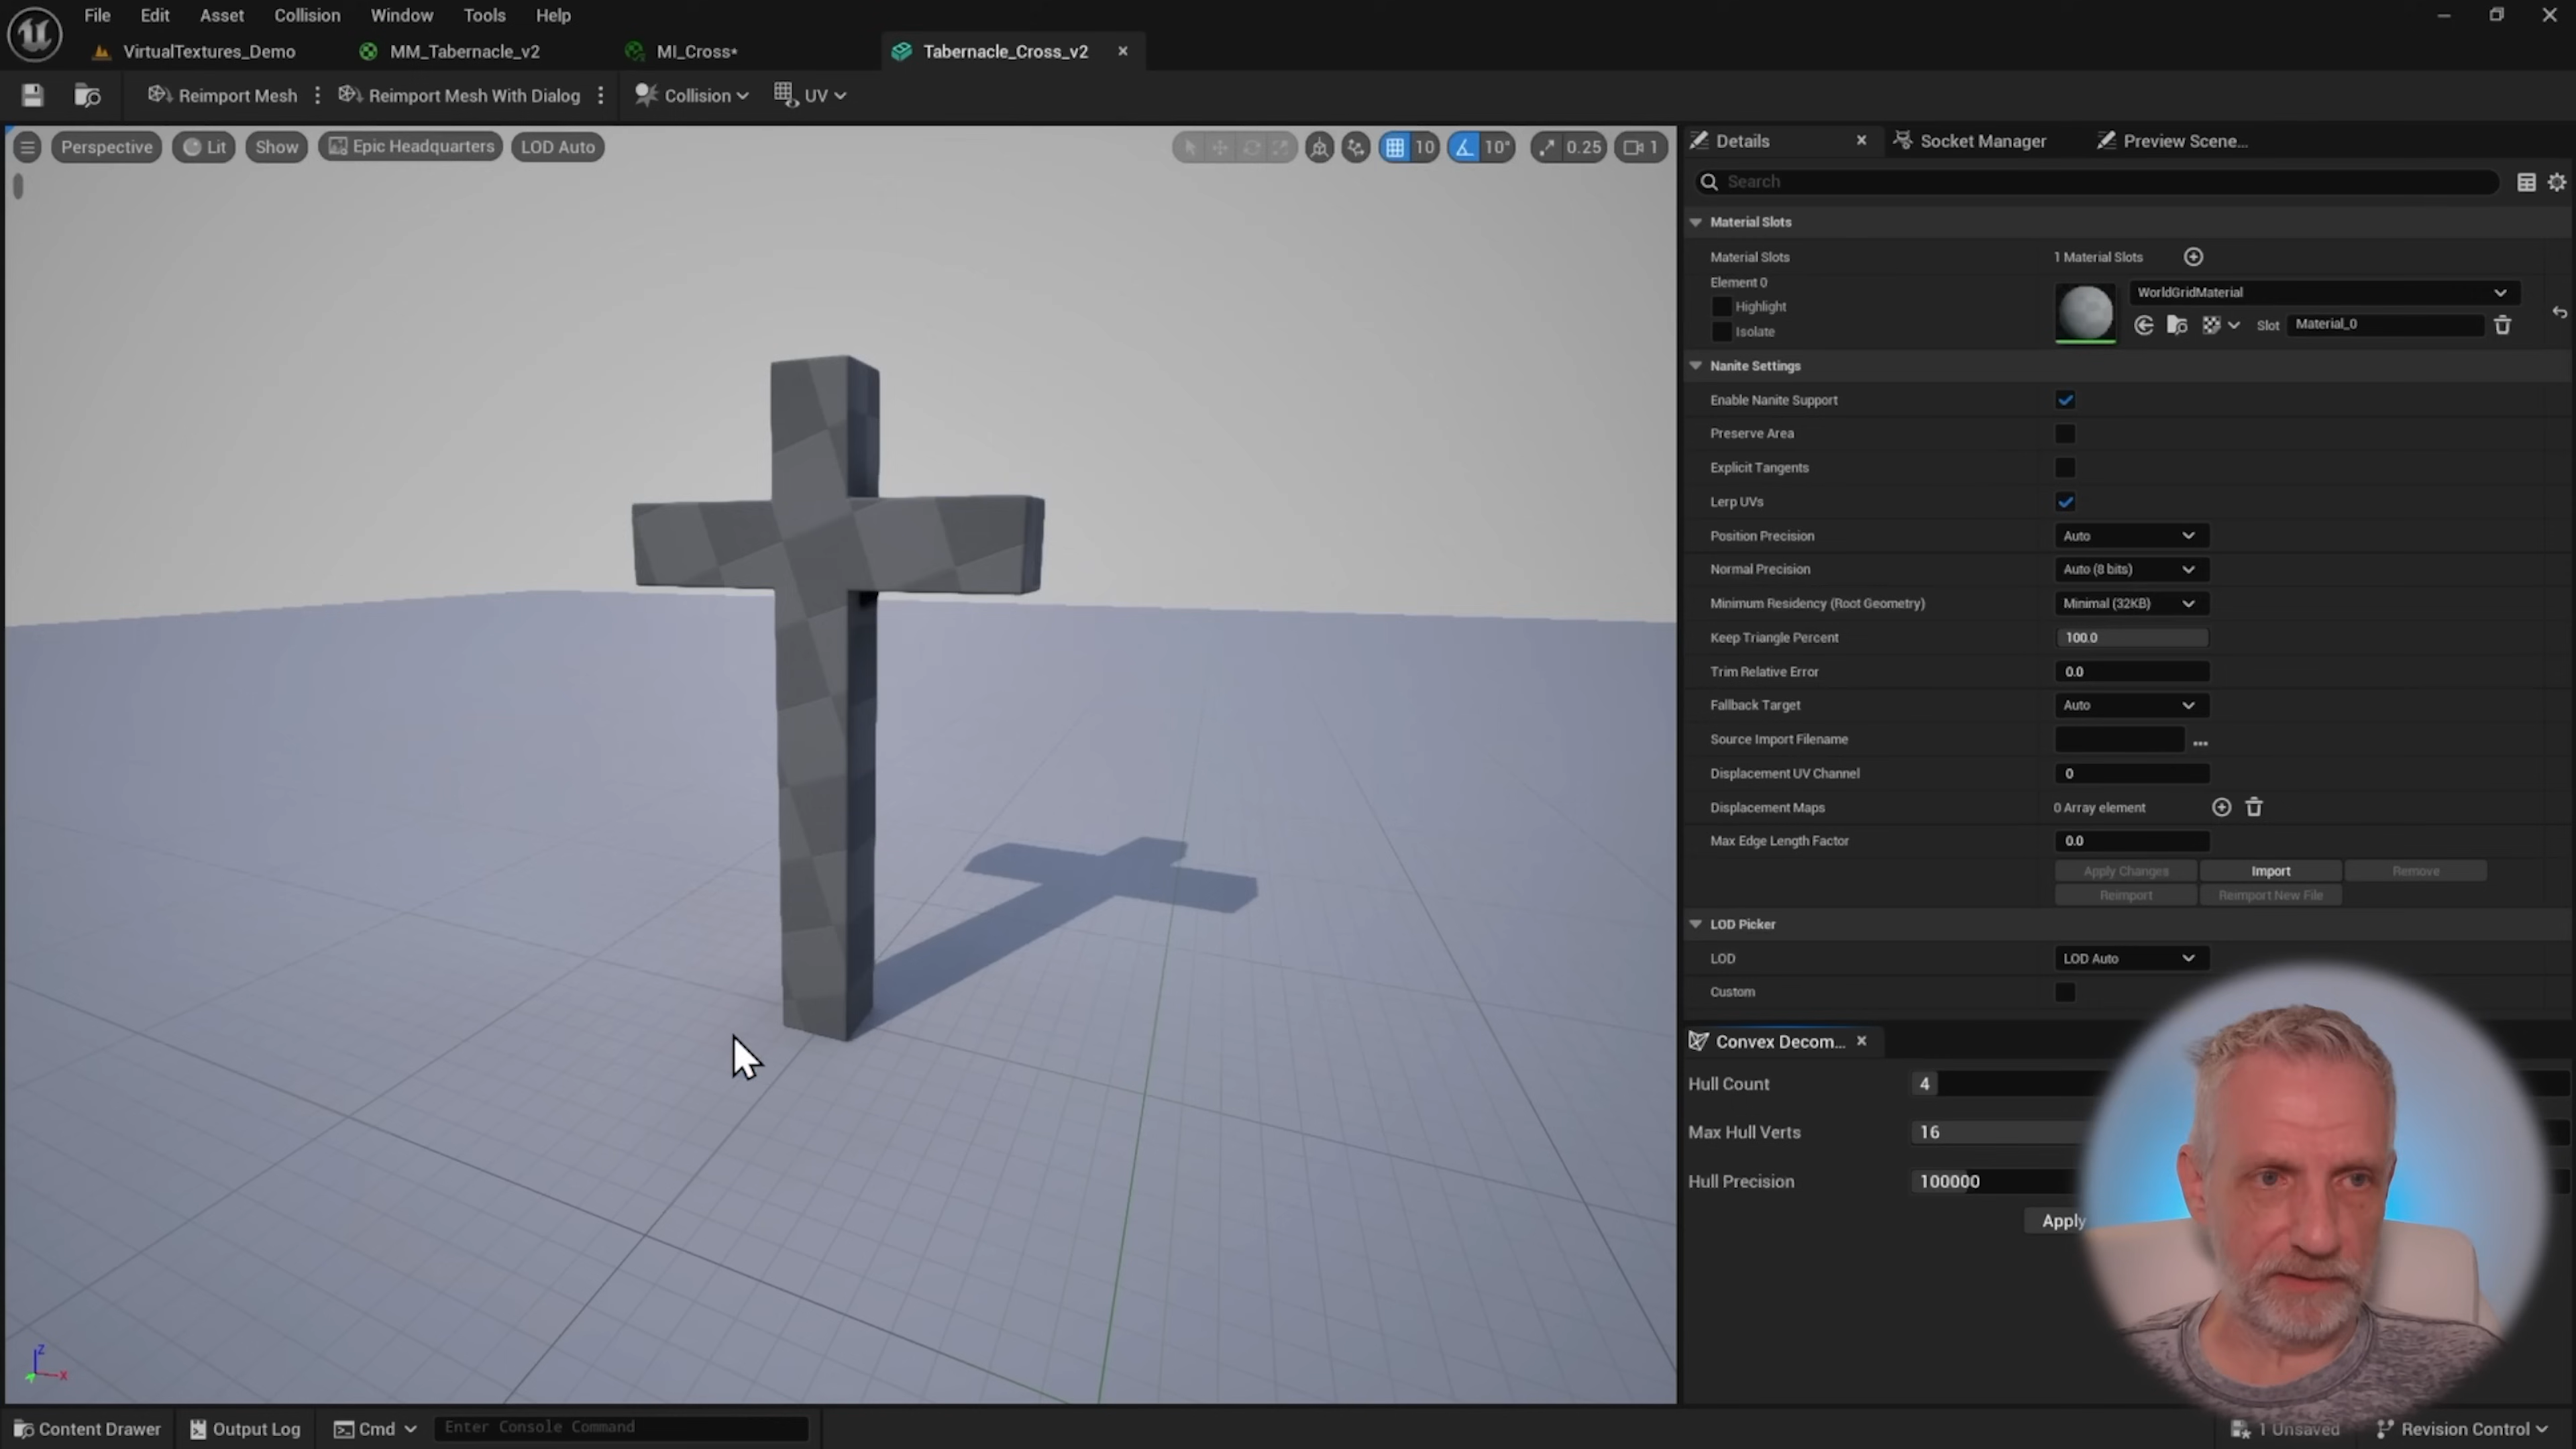 File Edit Asset Collision Window Tools Help
VirtualTextures_Demo MM_Tabernacle_v2 MI_Cross* Tabernacle_Cross_v2
Reimport Mesh Reimport Mesh With Dialog Collision UV
Perspective Lit Show Epic Headquarters LOD Auto 10 10° 0.25 1
Details Socket Manager Preview Scene...
Search
Material Slots
Material Slots 1 Material Slots
Element 0
Highlight
Isolate
WorldGridMaterial
Slot Material_0
Nanite Settings
Enable Nanite Support
Preserve Area
Explicit Tangents
Lerp UVs
Position Precision Auto
Normal Precision Auto (8 bits)
Minimum Residency (Root Geometry) Minimal (32KB)
Keep Triangle Percent 100.0
Trim Relative Error 0.0
Fallback Target Auto
Source Import Filename ...
Displacement UV Channel 0
Displacement Maps 0 Array element
Max Edge Length Factor 0.0
Apply Changes Import Remove
Reimport Reimport New File
LOD Picker
LOD LOD Auto
Custom
Convex Decom...
Hull Count 4
Max Hull Verts 16
Hull Precision 100000
Apply
Z
X
Content Drawer Output Log Cmd Enter Console Command 1 Unsaved Revision Control